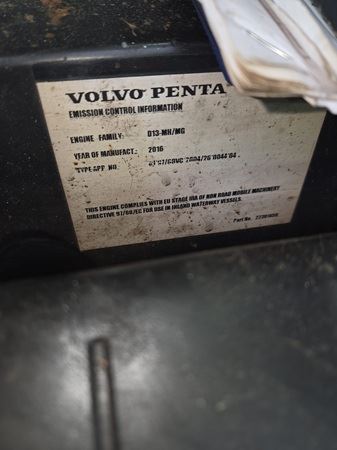 VOLVO PENTA
EMISSION CONTROL INFORMATION
ENGINE FAMILY: D13-MH/MG
YEAR OF MANUFACT.: 2016
TYPE APP NO
THIS ENGINE COMPLIES WITH EU STAGE IIIA OF NON ROAD MOBILE MACHINERY
DIRECTIVE 97/68/EC FOR USE IN INLAND WATERWAY VESSELS.
Part No.